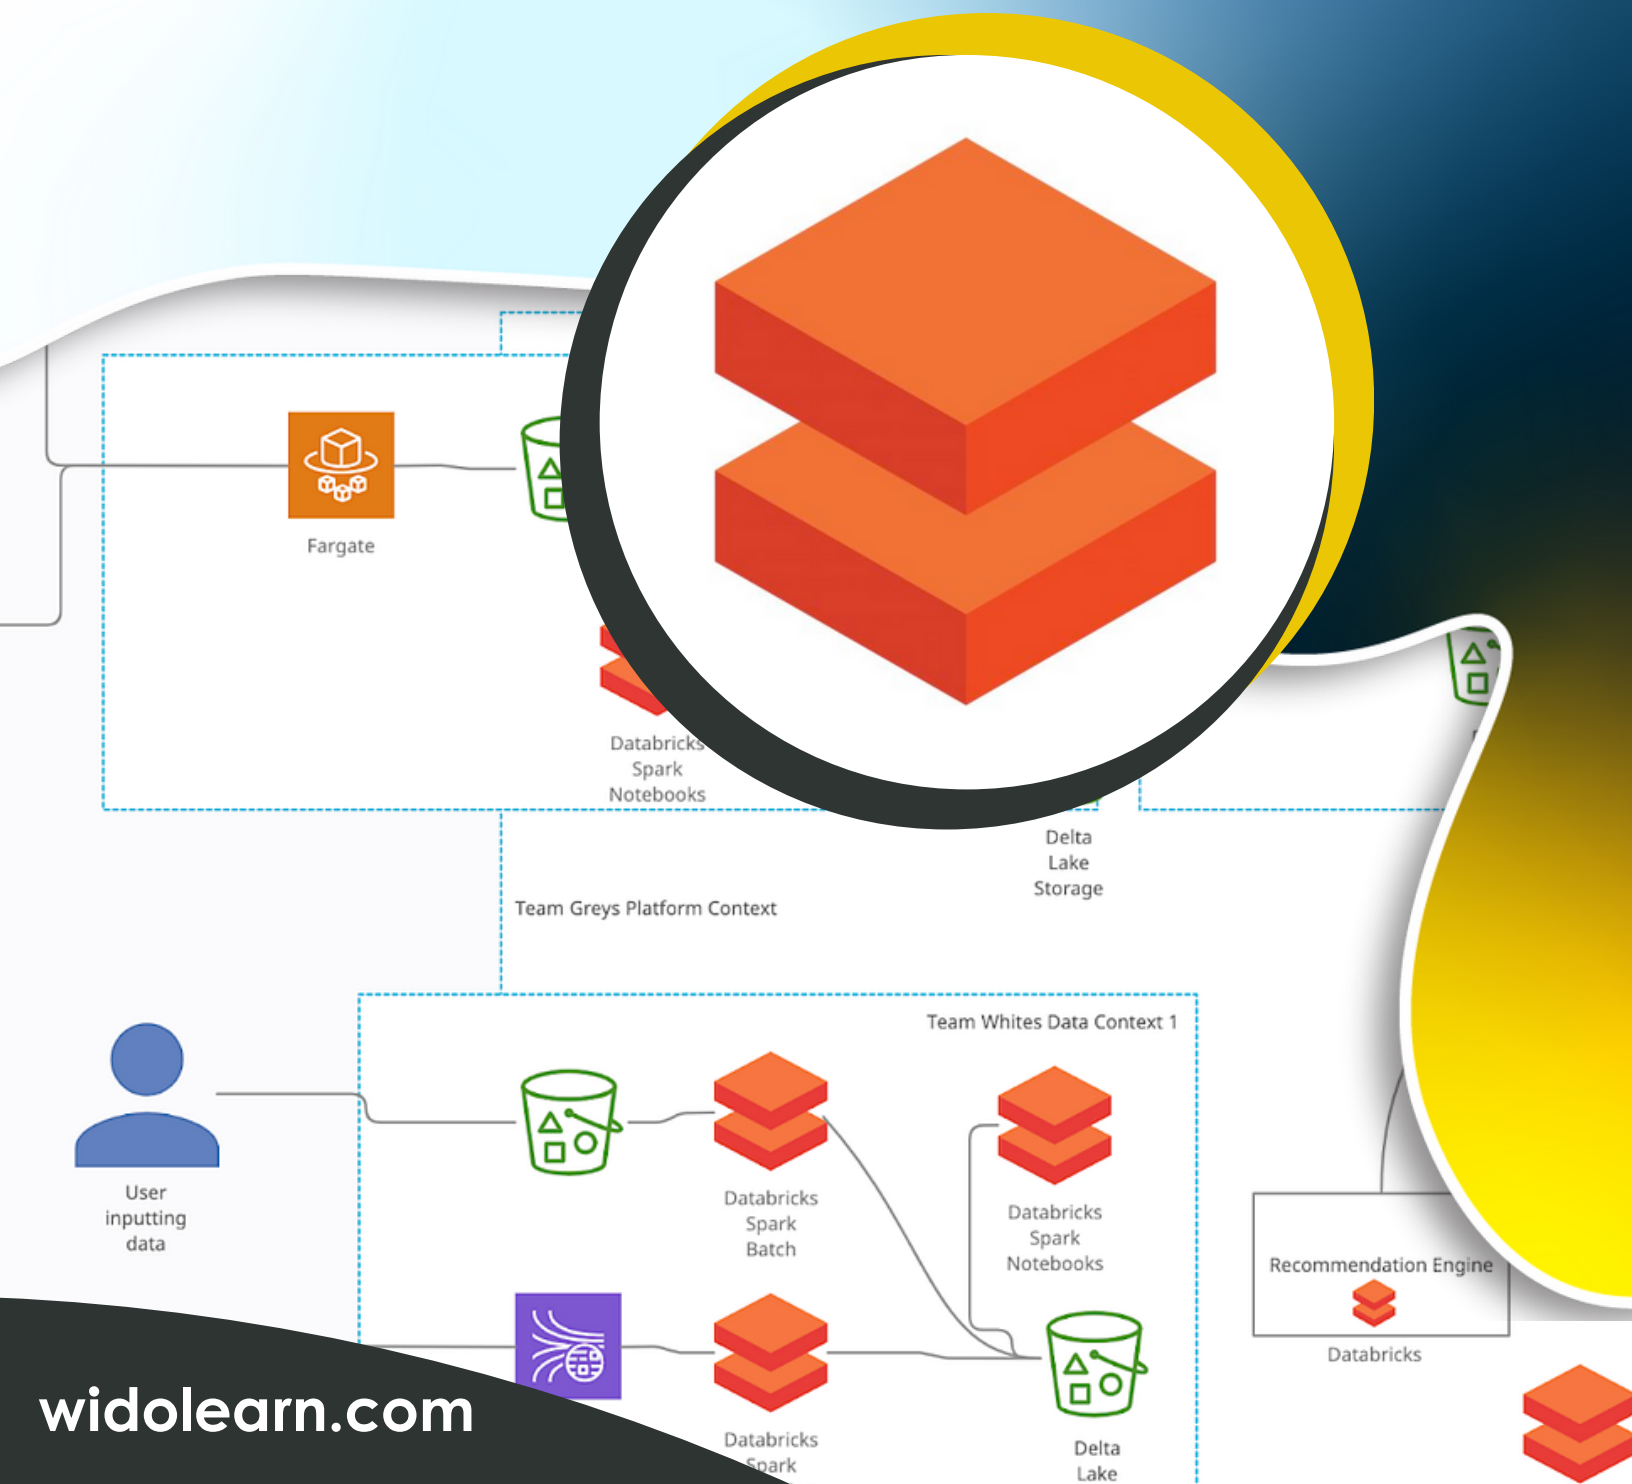 Fargate
Databricks
Spark
Notebooks
Delta
Lake
Storage
Team Greys Platform Context
Team Whites Data Context 1
User
inputting
data
Databricks
Spark
Batch
Databricks
Spark
Notebooks
Recommendation Engine
Databricks
widolearn.com
Databricks
Spark
Delta
Lake